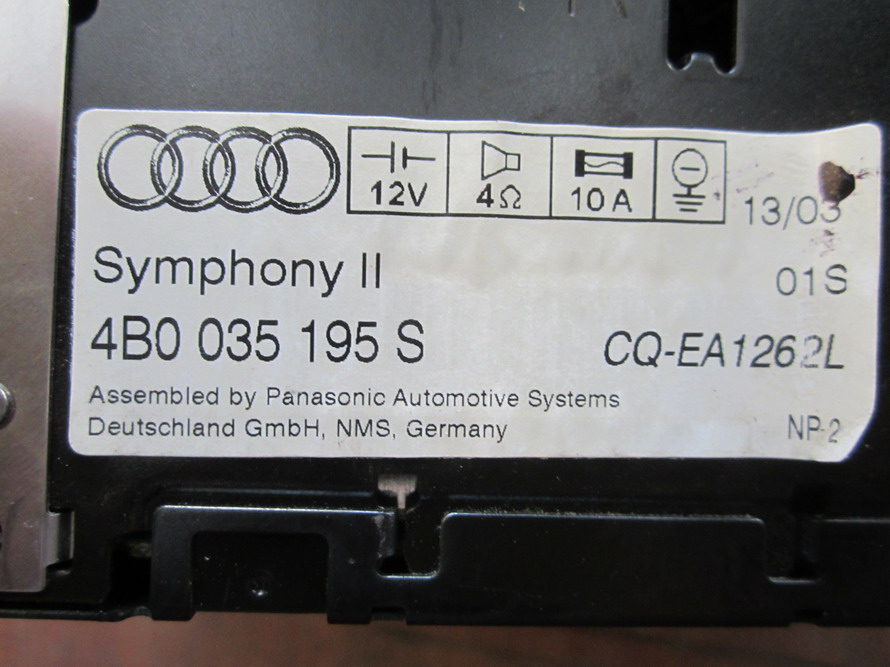 12V 4Ω 10A
13/03
Symphony II 01S
4B0 035 195 S CQ-EA1262L
Assembled by Panasonic Automotive Systems
Deutschland GmbH, NMS, Germany NP-2